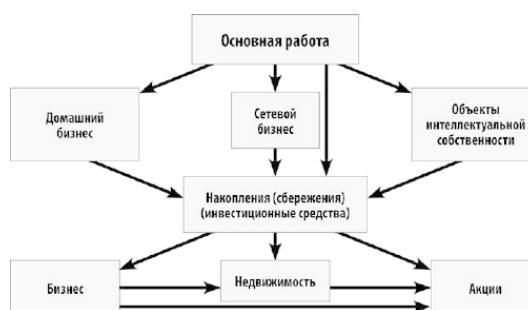 Основная работа
Домашний
бизнес
Сетевой
бизнес
Объекты
интеллектуальной
собственности
Накопления (сбережения)
(инвестиционные средства)
Бизнес
Недвижимость
Акции